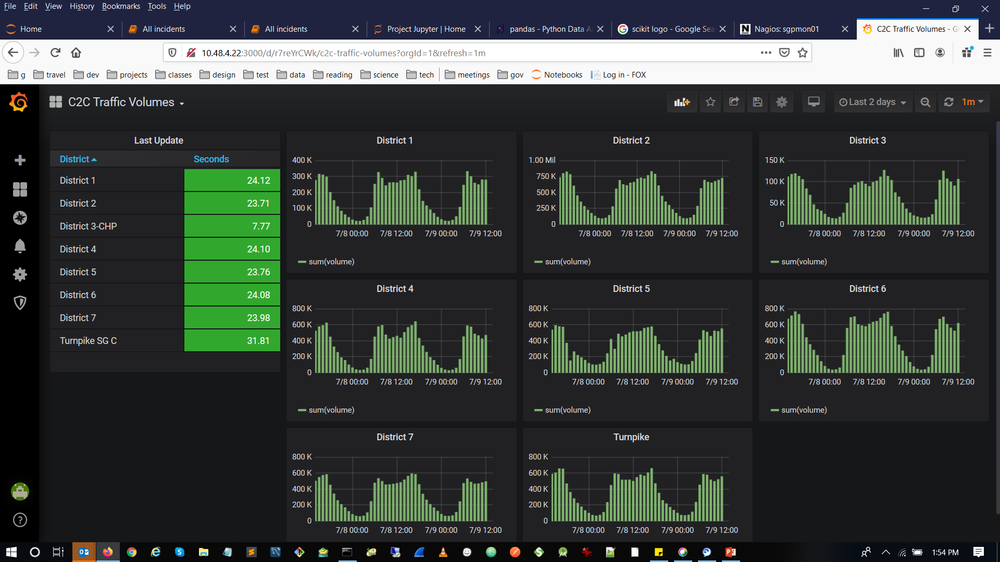 File Edit View History Bookmarks Tools Help
Home
All incidents
All incidents
Project Jupyter | Home
pandas - Python Data A
scikit logo - Google Sea
Nagios: sgpmon01
C2C Traffic Volumes - Gr
10.48.4.22:3000/d/r7reYrCWk/c2c-traffic-volumes?orgId=1&refresh=1m
g travel dev projects classes design test data reading science tech meetings gov Notebooks Log in - FOX
C2C Traffic Volumes
Last 2 days
1m
Last Update
District Seconds
District 1 24.12
District 2 23.71
District 3-CHP 7.77
District 4 24.10
District 5 23.76
District 6 24.08
District 7 23.98
Turnpike SG C 31.81
District 1
400 K
300 K
200 K
100 K
0
7/8 00:00 7/8 12:00 7/9 00:00 7/9 12:00
sum(volume)
District 2
1.00 Mil
750 K
500 K
250 K
0
7/8 00:00 7/8 12:00 7/9 00:00 7/9 12:00
sum(volume)
District 3
150 K
100 K
50 K
0
7/8 00:00 7/8 12:00 7/9 00:00 7/9 12:00
sum(volume)
District 4
800 K
600 K
400 K
200 K
0
7/8 00:00 7/8 12:00 7/9 00:00 7/9 12:00
sum(volume)
District 5
800 K
600 K
400 K
200 K
0
7/8 00:00 7/8 12:00 7/9 00:00 7/9 12:00
sum(volume)
District 6
800 K
600 K
400 K
200 K
0
7/8 00:00 7/8 12:00 7/9 00:00 7/9 12:00
sum(volume)
District 7
800 K
600 K
400 K
200 K
0
7/8 00:00 7/8 12:00 7/9 00:00 7/9 12:00
Turnpike
800 K
600 K
400 K
200 K
0
7/8 00:00 7/8 12:00 7/9 00:00 7/9 12:00
1:54 PM